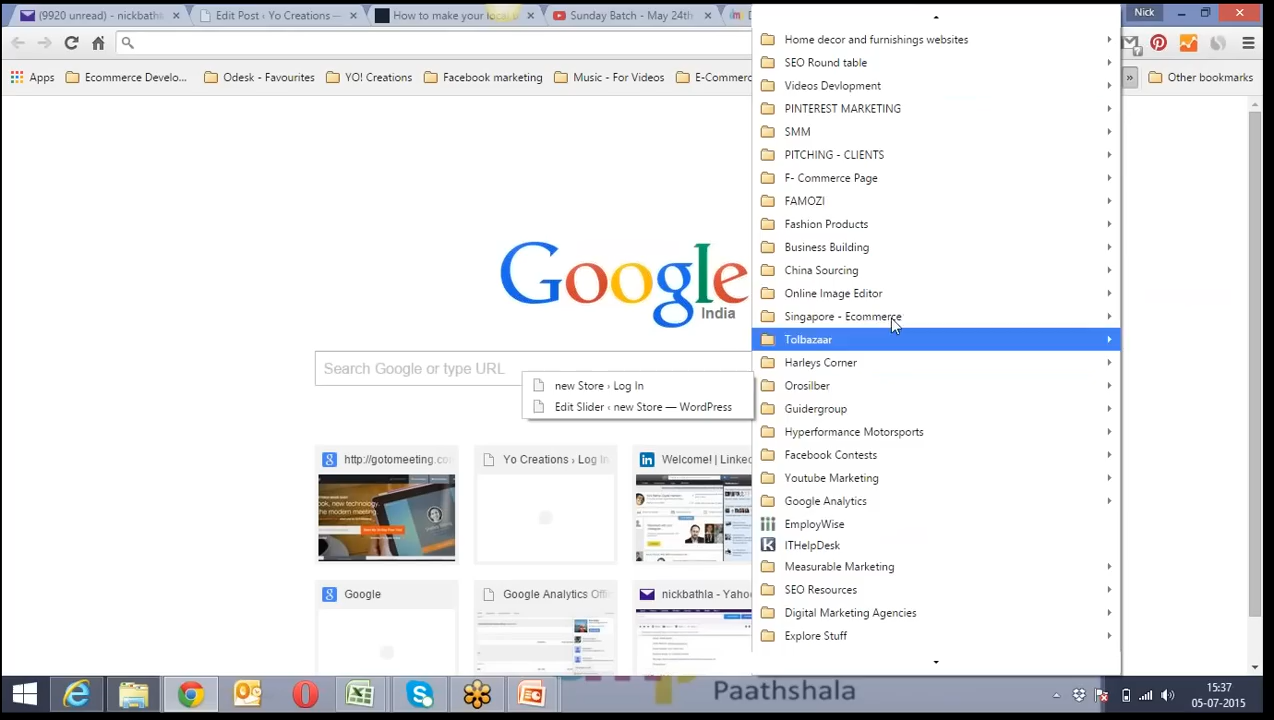 (9920 unread) - nickbath
Edit Post ‹ Yo Creations —
How to make your local b
Sunday Batch - May 24th
Nick
Apps
Ecommerce Develo...
Odesk - Favourites
YO! Creations
Facebook marketing
Music - For Videos
E-Commerc
»
Other bookmarks
Google
India
Search Google or type URL
new Store › Log In
Edit Slider ‹ new Store — WordPress
http://gotomeeting.co
Yo Creations › Log In
Welcome! | Linked
Google
Google Analytics Offi
nickbathla - Yahoo
Home decor and furnishings websites
SEO Round table
Videos Devlopment
PINTEREST MARKETING
SMM
PITCHING - CLIENTS
F- Commerce Page
FAMOZI
Fashion Products
Business Building
China Sourcing
Online Image Editor
Singapore - Ecommerce
Tolbazaar
Harleys Corner
Orosilber
Guidergroup
Hyperformance Motorsports
Facebook Contests
Youtube Marketing
Google Analytics
EmployWise
ITHelpDesk
Measurable Marketing
SEO Resources
Digital Marketing Agencies
Explore Stuff
Paathshala
15:37
05-07-2015